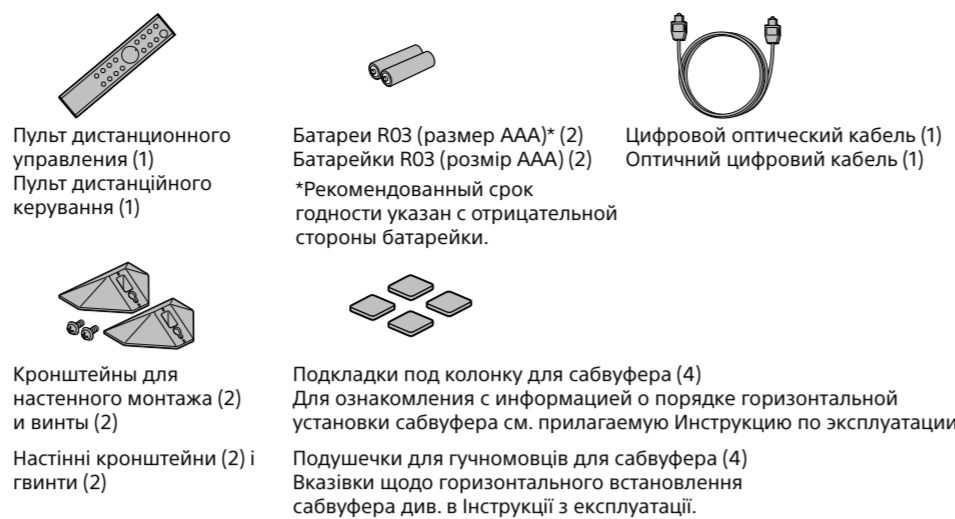 Пульт дистанционного
управления (1)
Пульт дистанційного
керування (1)
Батареи R03 (размер AAA)* (2)
Батарейки R03 (розмір AAA) (2)
*Рекомендованный срок
годности указан с отрицательной
стороны батарейки.
Цифровой оптический кабель (1)
Оптичний цифровий кабель (1)
Кронштейны для
настенного монтажа (2)
и винты (2)
Настінні кронштейни (2) і
гвинти (2)
Подкладки под колонку для сабвуфера (4)
Для ознакомления с информацией о порядке горизонтальной
установки сабвуфера см. прилагаемую Инструкцию по эксплуатации
Подушечки для гучномовців для сабвуфера (4)
Вказівки щодо горизонтального встановлення
сабвуфера див. в Інструкції з експлуатації.